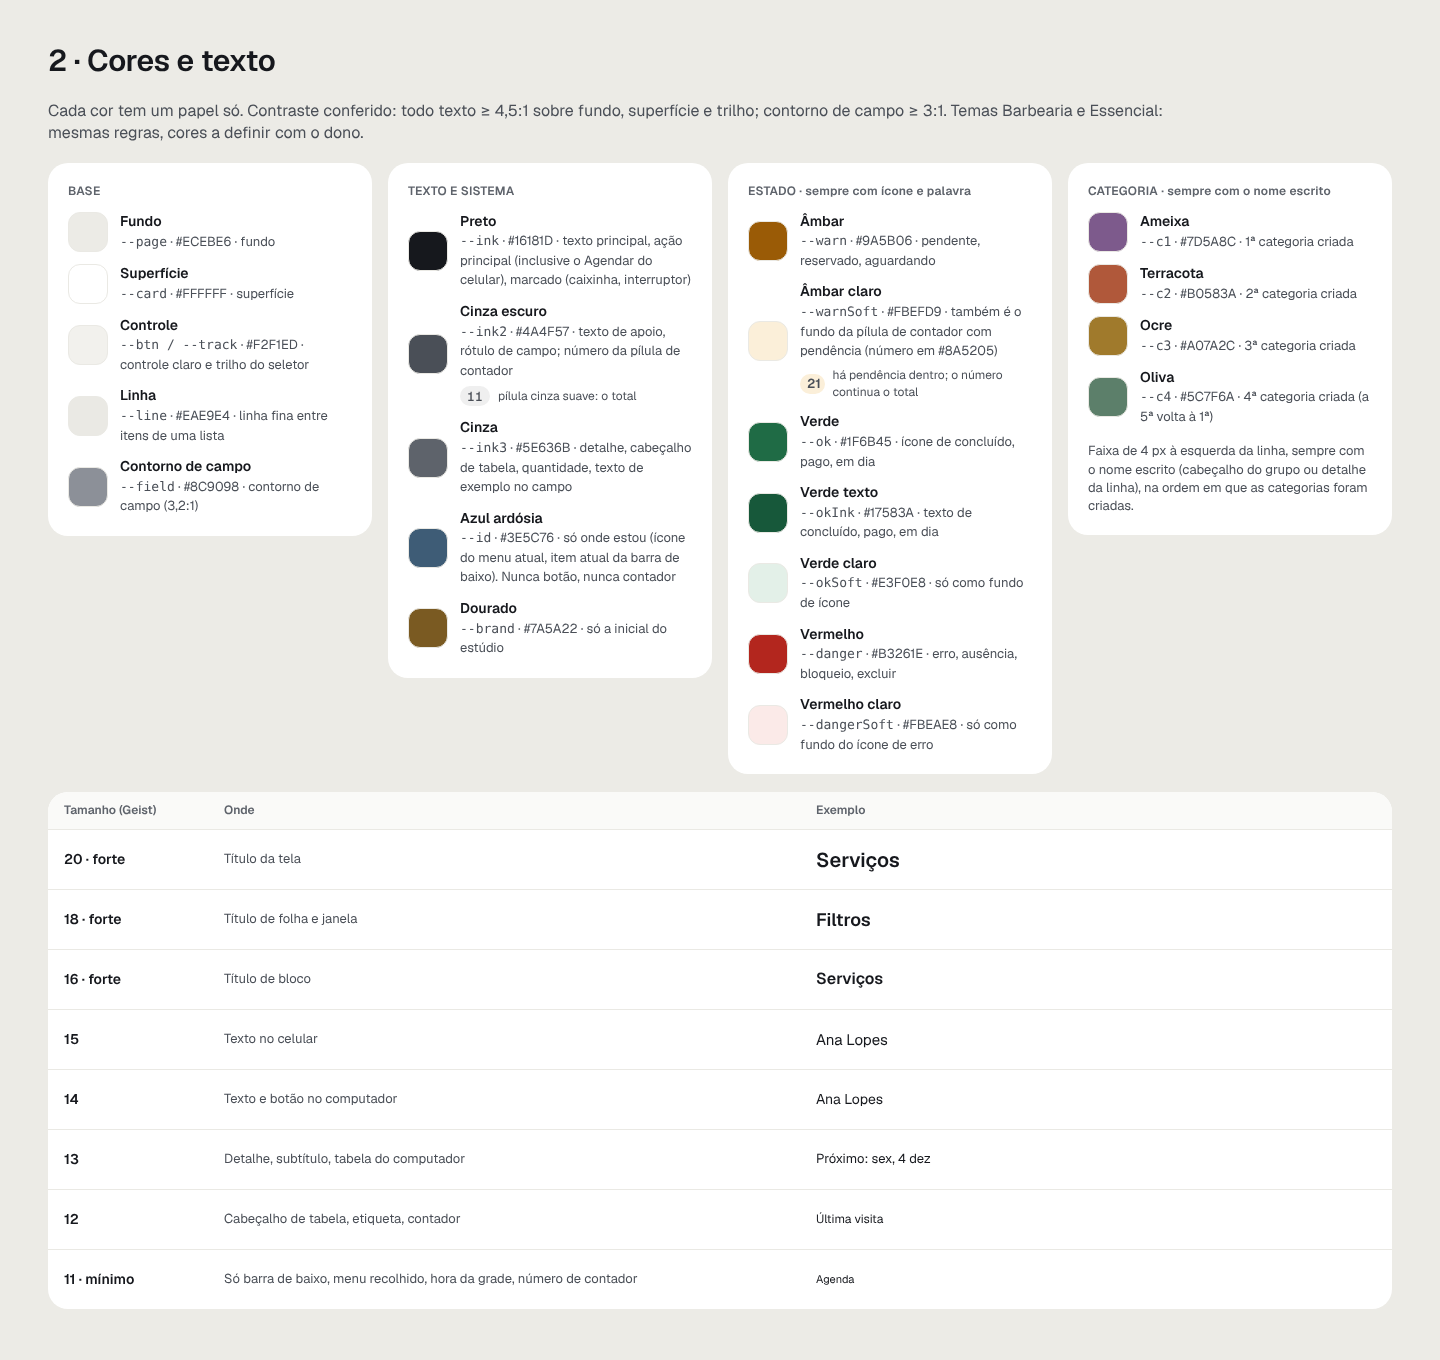 2 · Cores e texto
Cada cor tem um papel só. Contraste conferido: todo texto ≥ 4,5:1 sobre fundo, superfície e trilho; contorno de campo ≥ 3:1. Temas Barbearia e Essencial:
mesmas regras, cores a definir com o dono.
BASE
Fundo
--page · #ECEBE6 · fundo
Superfície
--card · #FFFFFF · superfície
Controle
--btn / --track · #F2F1ED ·
controle claro e trilho do seletor
Linha
--line · #EAE9E4 · linha fina entre
itens de uma lista
Contorno de campo
--field · #8C9098 · contorno de
campo (3,2:1)
TEXTO E SISTEMA
Preto
--ink · #16181D · texto principal, ação
principal (inclusive o Agendar do
celular), marcado (caixinha, interruptor)
Cinza escuro
--ink2 · #4A4F57 · texto de apoio,
rótulo de campo; número da pílula de
contador
11 pílula cinza suave: o total
Cinza
--ink3 · #5E636B · detalhe, cabeçalho
de tabela, quantidade, texto de
exemplo no campo
Azul ardósia
--id · #3E5C76 · só onde estou (ícone
do menu atual, item atual da barra de
baixo). Nunca botão, nunca contador
Dourado
--brand · #7A5A22 · só a inicial do
estúdio
ESTADO · sempre com ícone e palavra
Âmbar
--warn · #9A5B06 · pendente,
reservado, aguardando
Âmbar claro
--warnSoft · #FBEFD9 · também é o
fundo da pílula de contador com
pendência (número em #8A5205)
21 há pendência dentro; o número
continua o total
Verde
--ok · #1F6B45 · ícone de concluído,
pago, em dia
Verde texto
--okInk · #17583A · texto de
concluído, pago, em dia
Verde claro
--okSoft · #E3F0E8 · só como fundo
de ícone
Vermelho
--danger · #B3261E · erro, ausência,
bloqueio, excluir
Vermelho claro
--dangerSoft · #FBEAE8 · só como
fundo do ícone de erro
CATEGORIA · sempre com o nome escrito
Ameixa
--c1 · #7D5A8C · 1ª categoria criada
Terracota
--c2 · #B0583A · 2ª categoria criada
Ocre
--c3 · #A07A2C · 3ª categoria criada
Oliva
--c4 · #5C7F6A · 4ª categoria criada (a
5ª volta à 1ª)
Faixa de 4 px à esquerda da linha, sempre com
o nome escrito (cabeçalho do grupo ou detalhe
da linha), na ordem em que as categorias foram
criadas.
Tamanho (Geist) Onde Exemplo
20 · forte Título da tela Serviços
18 · forte Título de folha e janela Filtros
16 · forte Título de bloco Serviços
15 Texto no celular Ana Lopes
14 Texto e botão no computador Ana Lopes
13 Detalhe, subtítulo, tabela do computador Próximo: sex, 4 dez
12 Cabeçalho de tabela, etiqueta, contador Última visita
11 · mínimo Só barra de baixo, menu recolhido, hora da grade, número de contador Agenda